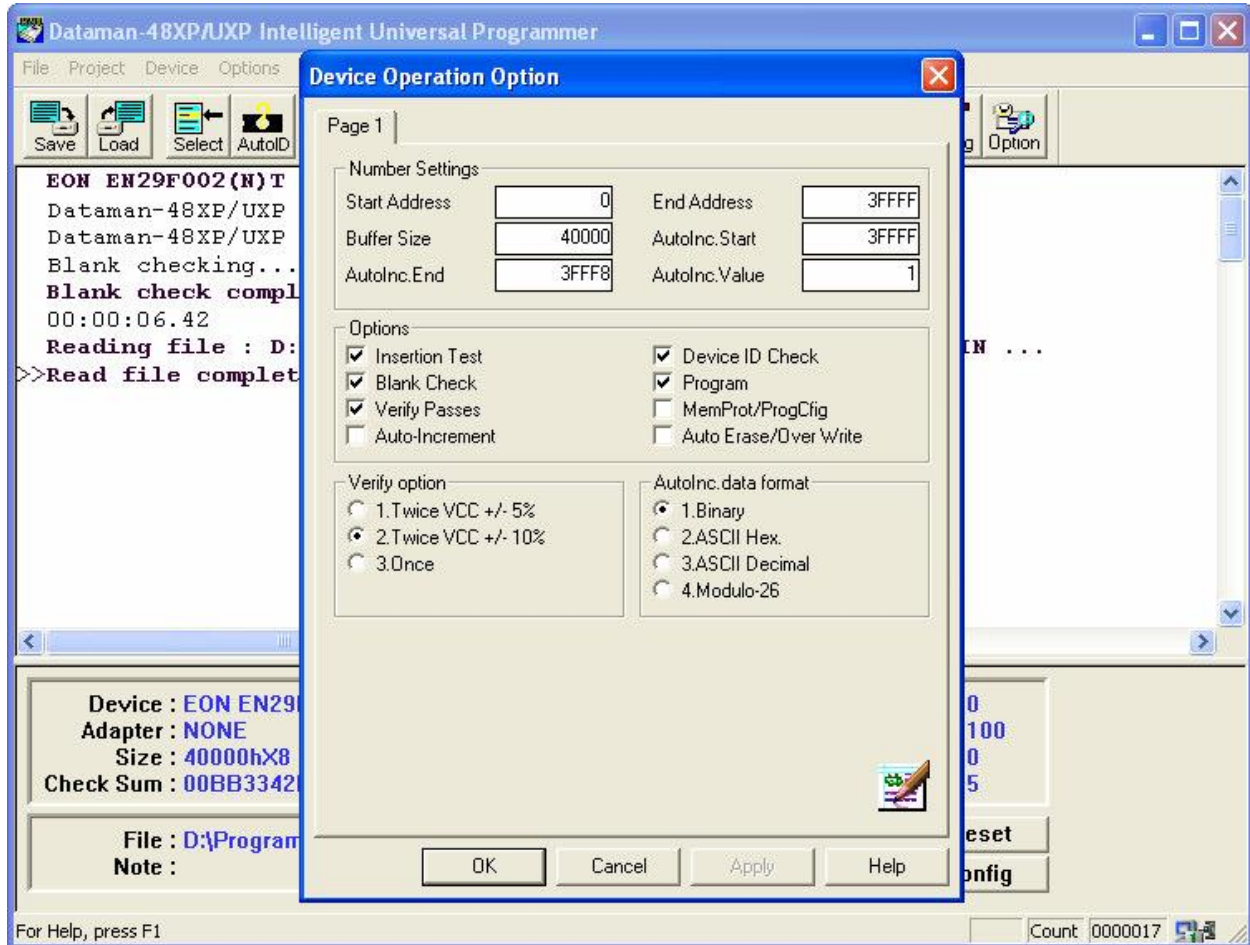 Dataman-48XP/UXP Intelligent Universal Programmer
File Project Device Options
Save Load Select AutoID Option
EON EN29F002(N)T
Dataman-48XP/UXP
Dataman-48XP/UXP
Blank checking...
Blank check compl
00:00:06.42
Reading file : D: IN ...
>>Read file complet
Device Operation Option
Page 1
Number Settings
Start Address 0 End Address 3FFFF
Buffer Size 40000 AutoInc.Start 3FFFF
AutoInc.End 3FFF8 AutoInc.Value 1
Options
Insertion Test Device ID Check
Blank Check Program
Verify Passes MemProt/ProgCfig
Auto-Increment Auto Erase/Over Write
Verify option
1.Twice VCC +/- 5%
2.Twice VCC +/- 10%
3.Once
AutoInc.data format
1.Binary
2.ASCII Hex.
3.ASCII Decimal
4.Modulo-26
OK Cancel Apply Help
Device : EON EN29
Adapter : NONE
Size : 40000hX8
Check Sum : 00BB3342
0
100
0
5
File : D:\Program
Note :
eset
onfig
For Help, press F1 Count 0000017